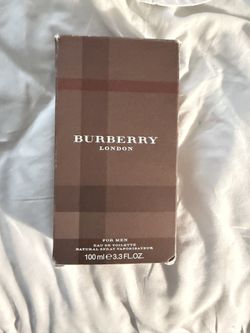 BURBERRY
LONDON
FOR MEN
EAU DE TOILETTE
NATURAL SPRAY VAPORISATEUR
100 ml ℮ 3.3 FL.OZ.